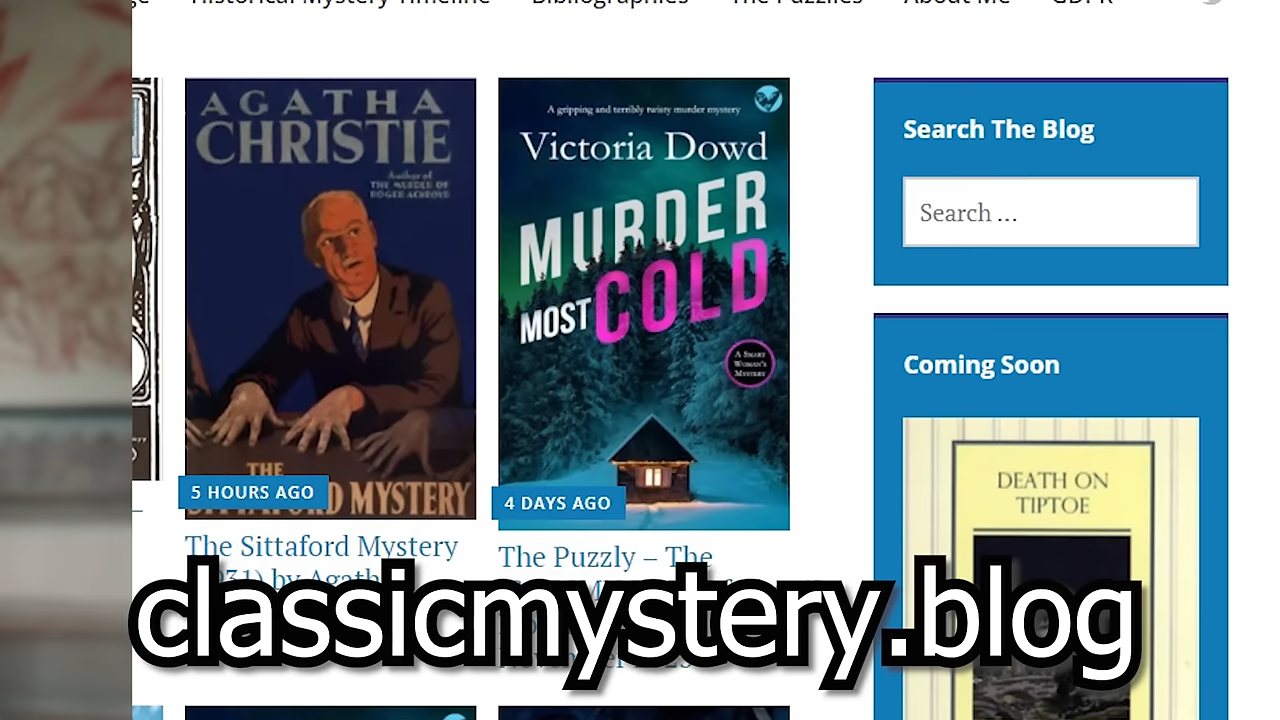 Historical Mystery Timeline Bibliographies The Puzzlies About Me GDPR
AGATHA
CHRISTIE
Author of
THE MURDER OF
ROGER ACKROYD
THE
MYSTERY
5 HOURS AGO
The Sittaford Mystery
A gripping and terribly twisty murder mystery
Victoria Dowd
MURDER
MOST COLD
A SMART
WOMAN'S
MYSTERY
4 DAYS AGO
The Puzzly – The
Search The Blog
Search ...
Coming Soon
DEATH ON
TIPTOE
classicmystery.blog